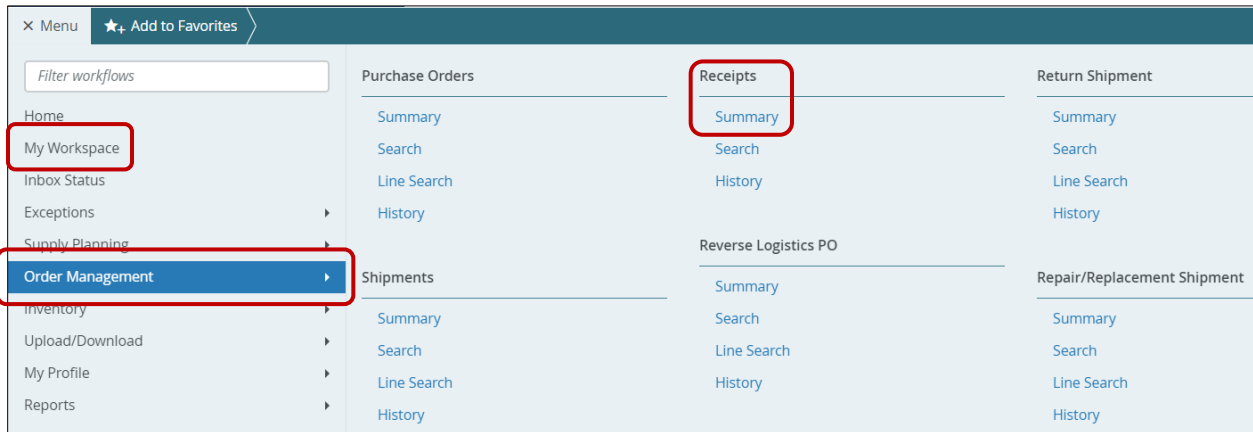 × Menu
Add to Favorites
Filter workflows
Home
My Workspace
Inbox Status
Exceptions
Supply Planning
Order Management
Inventory
Upload/Download
My Profile
Reports
Purchase Orders
Summary
Search
Line Search
History
Shipments
Summary
Search
Line Search
History
Receipts
Summary
Search
History
Reverse Logistics PO
Summary
Search
Line Search
History
Return Shipment
Summary
Search
Line Search
History
Repair/Replacement Shipment
Summary
Search
Line Search
History